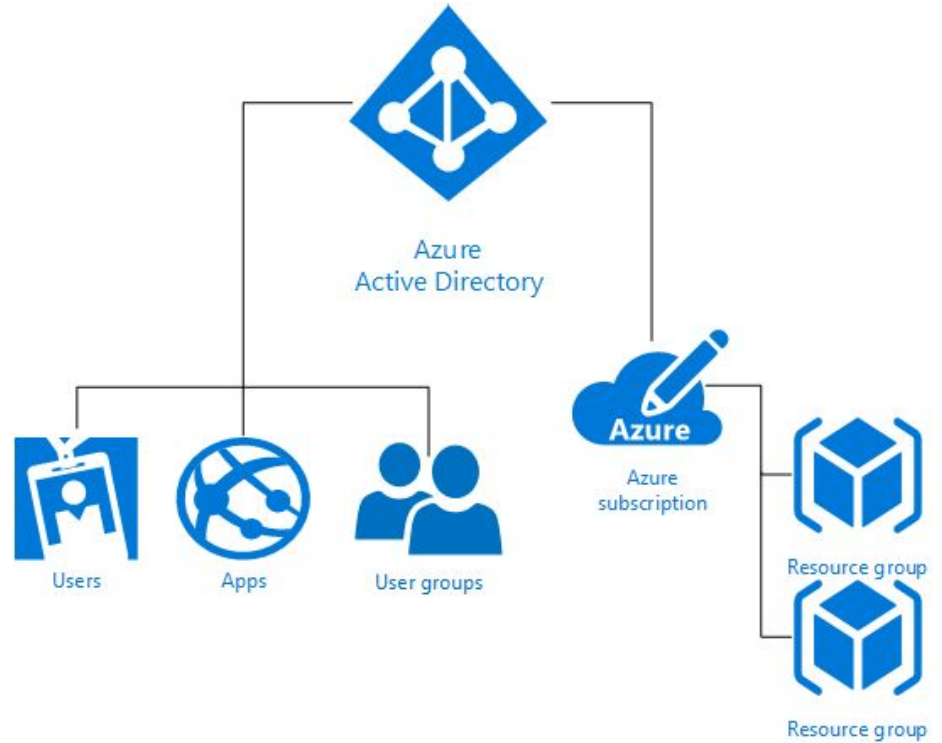 Azure
Active Directory
Azure
Azure
subscription
Users
Apps
User groups
Resource group
Resource group